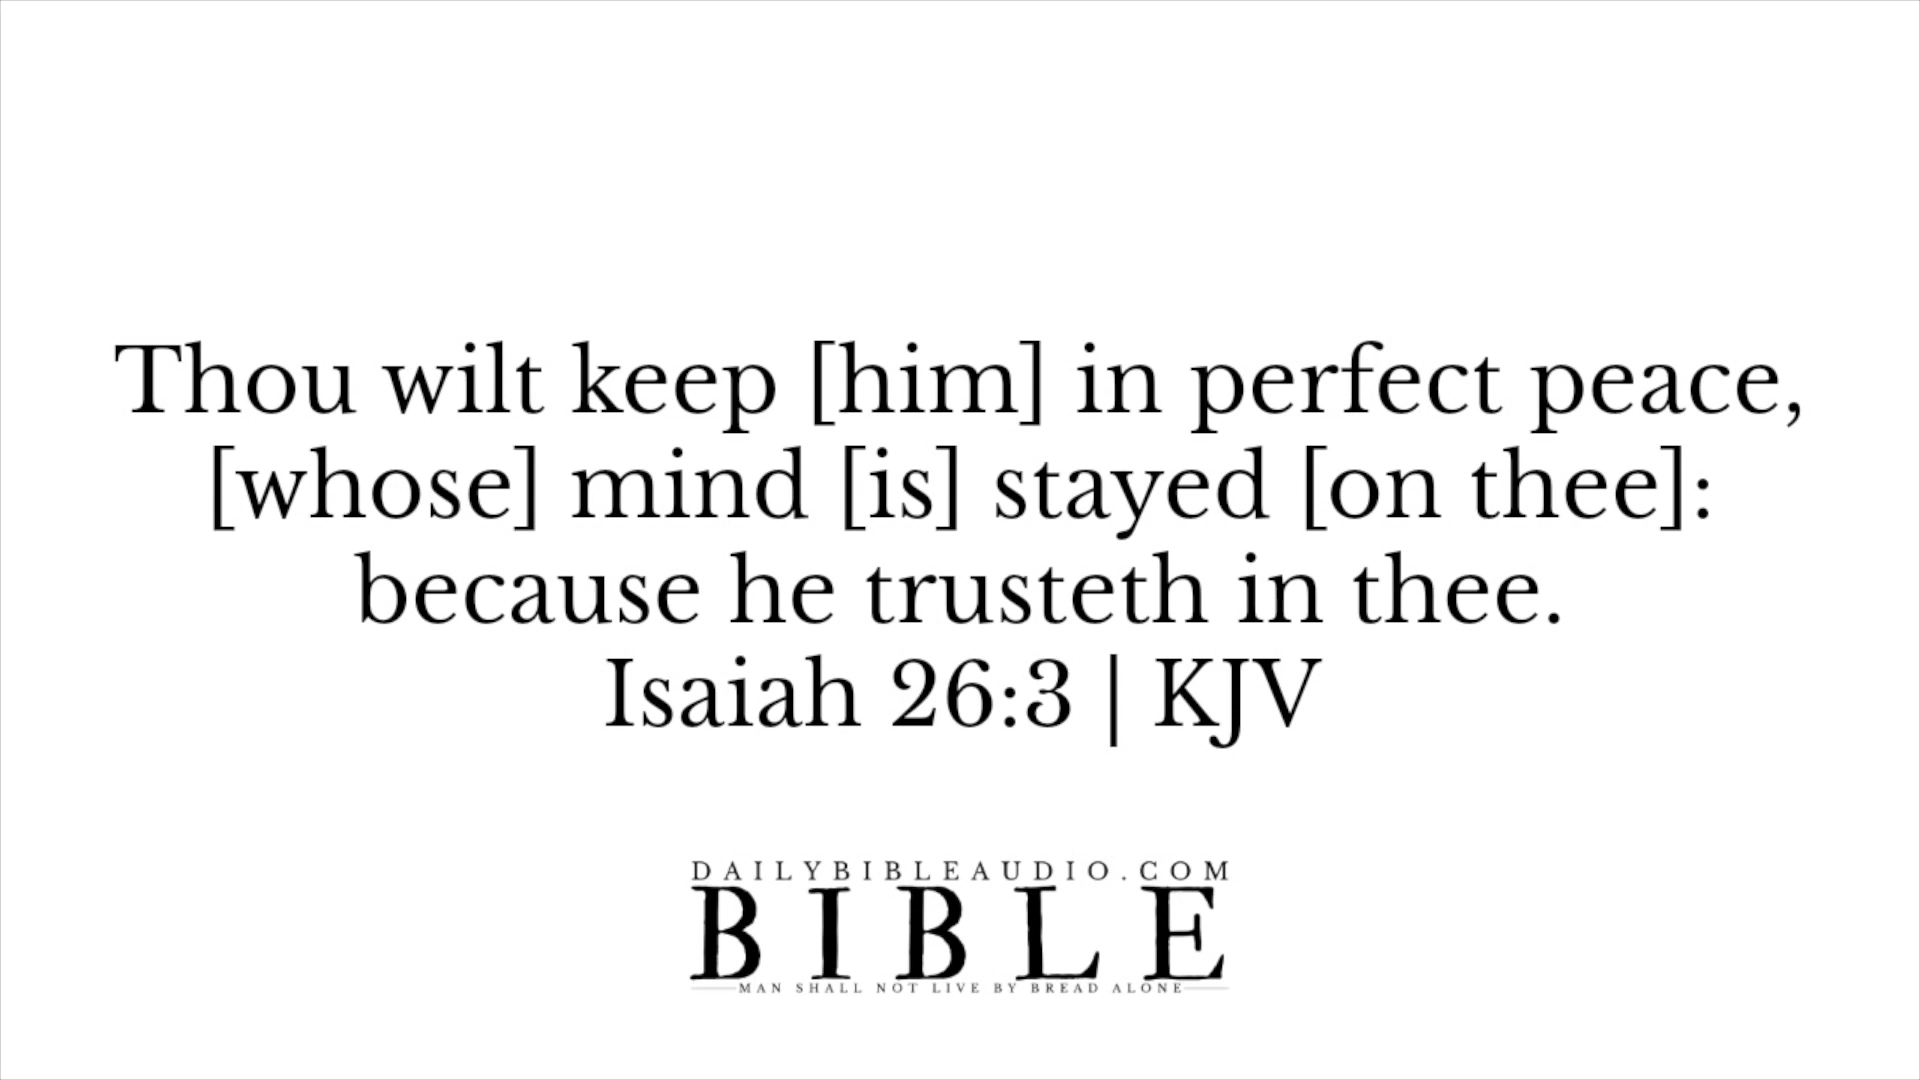 Thou wilt keep [him] in perfect peace,
[whose] mind [is] stayed [on thee]:
because he trusteth in thee.
Isaiah 26:3 | KJV
DAILYBIBLEAUDIO.COM
BIBLE
MAN SHALL NOT LIVE BY BREAD ALONE